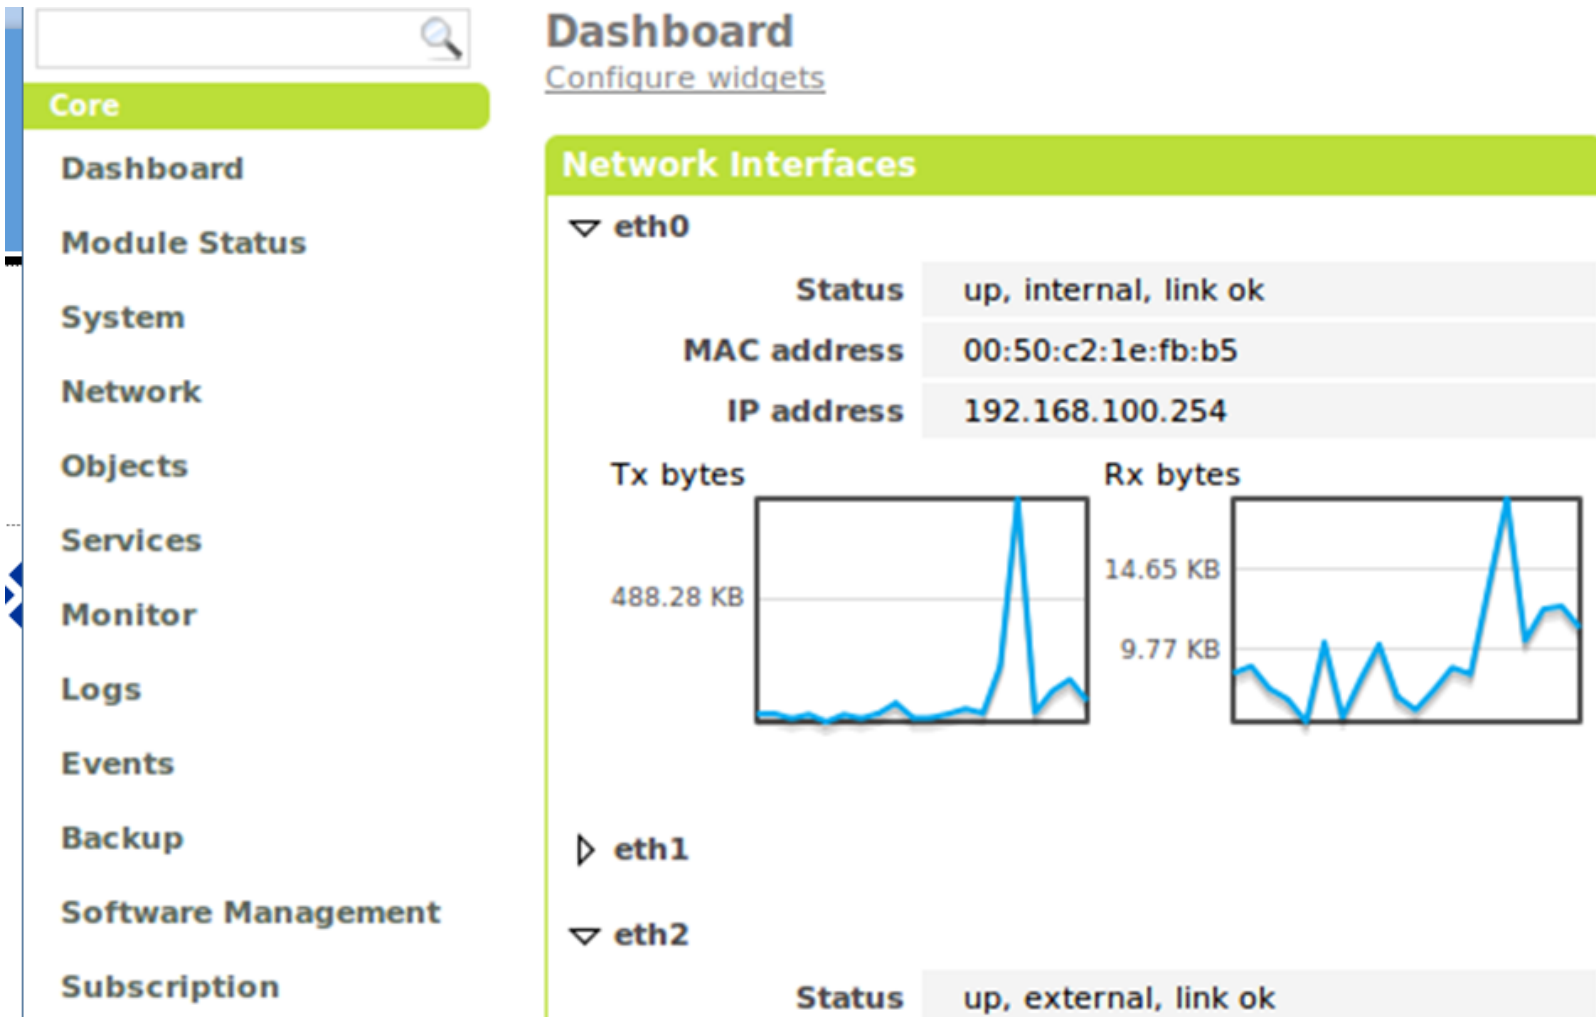 Core
Dashboard
Module Status
System
Network
Objects
Services
Monitor
Logs
Events
Backup
Software Management
Subscription
Dashboard
Configure widgets
Network Interfaces
eth0
Status up, internal, link ok
MAC address 00:50:c2:1e:fb:b5
IP address 192.168.100.254
Tx bytes
488.28 KB
Rx bytes
14.65 KB
9.77 KB
eth1
eth2
Status up, external, link ok